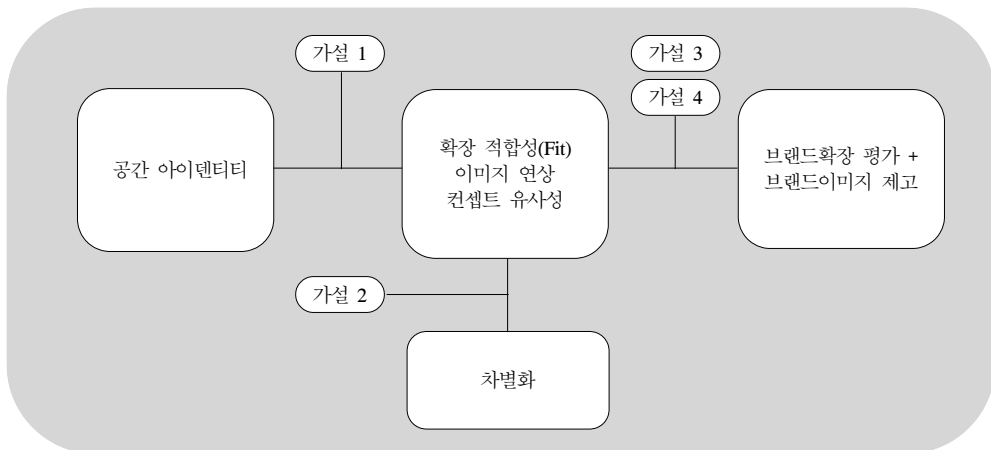 가설 1
가설 3
가설 4
공간 아이덴티티
확장 적합성(Fit)
이미지 연상
컨셉트 유사성
브랜드확장 평가 +
브랜드이미지 제고
가설 2
차별화